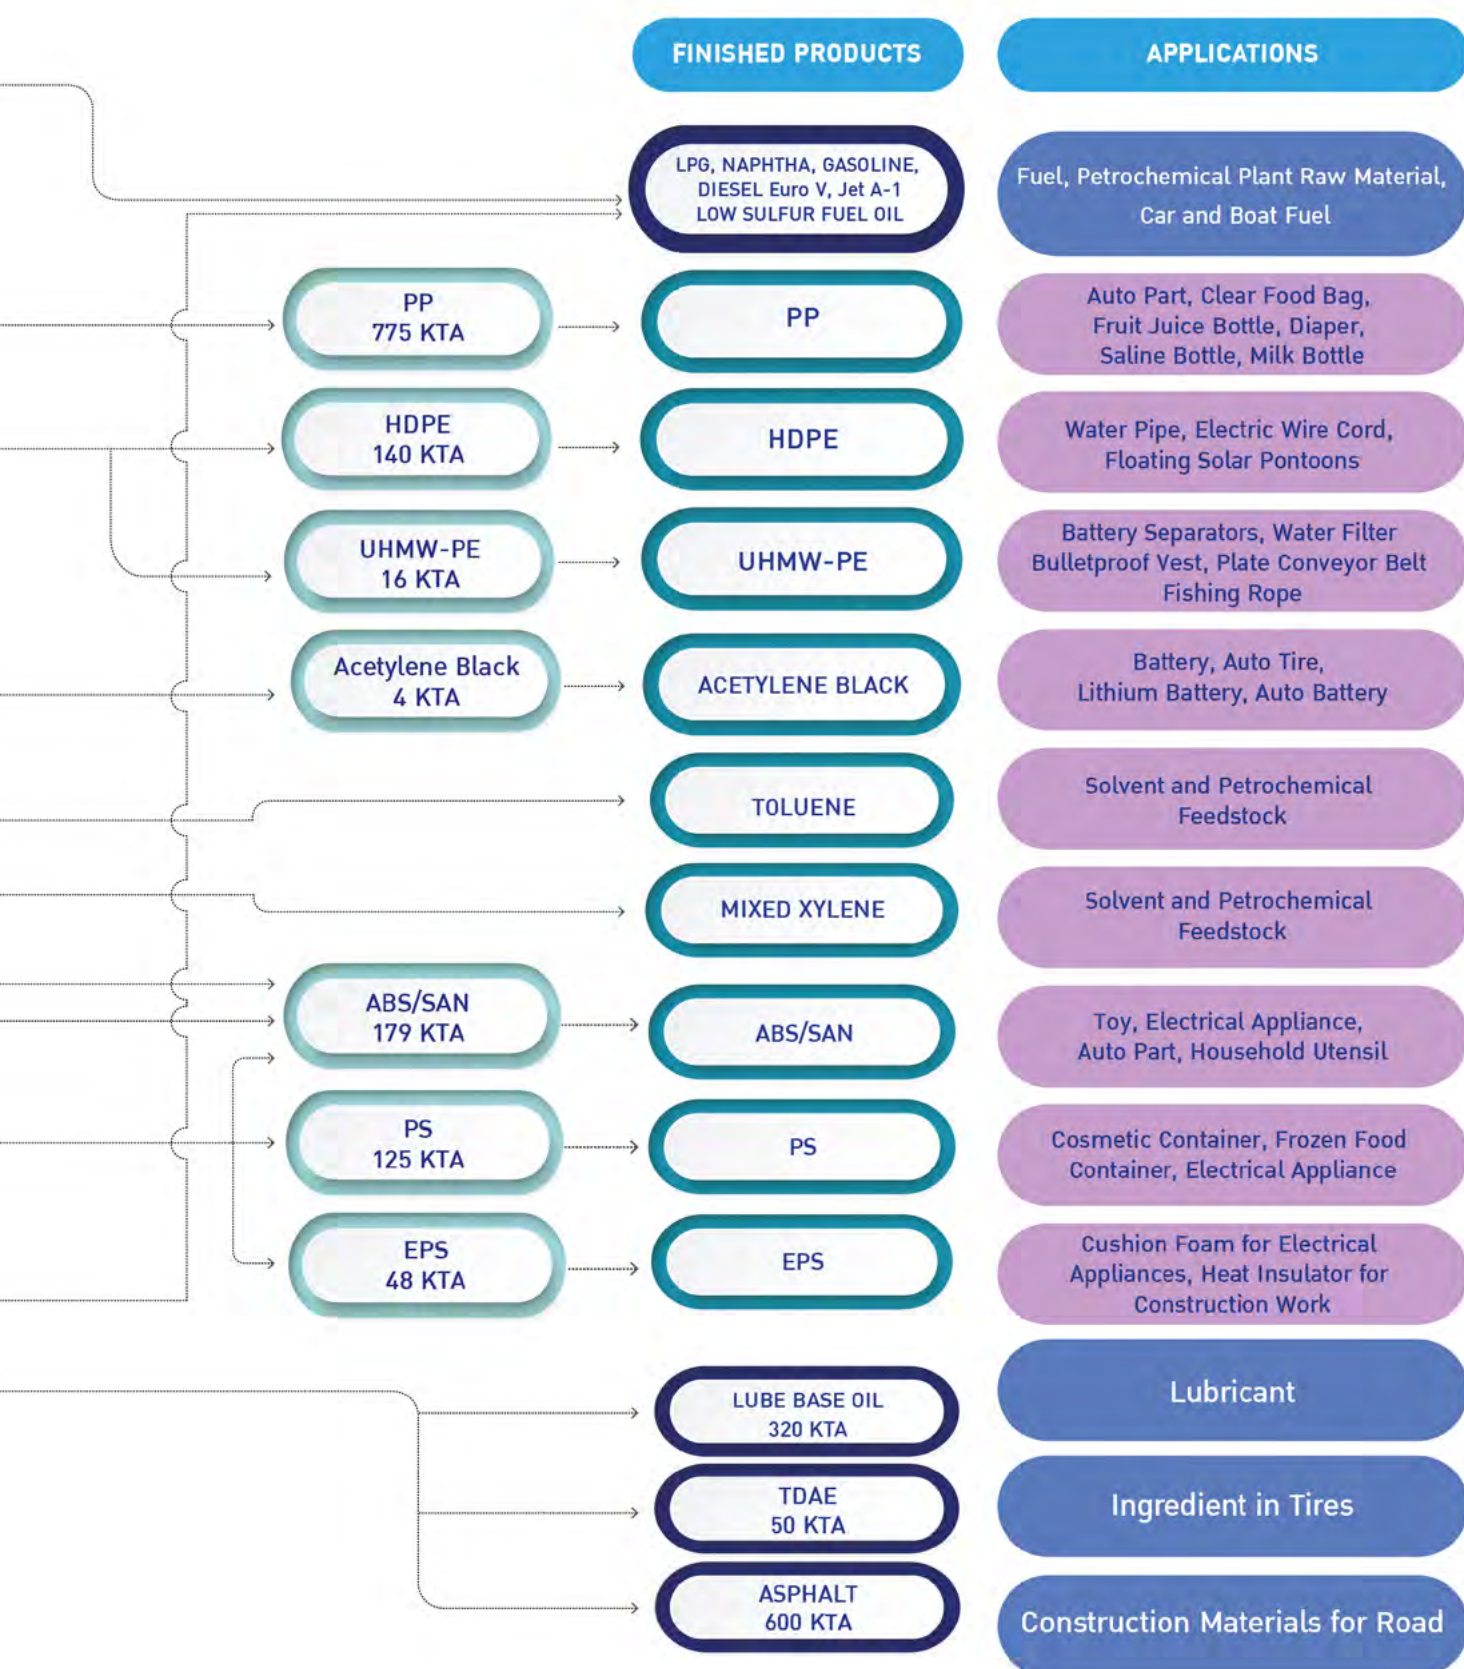 FINISHED PRODUCTS
APPLICATIONS
LPG, NAPHTHA, GASOLINE,
DIESEL Euro V, Jet A-1
LOW SULFUR FUEL OIL
Fuel, Petrochemical Plant Raw Material,
Car and Boat Fuel
PP
775 KTA
PP
Auto Part, Clear Food Bag,
Fruit Juice Bottle, Diaper,
Saline Bottle, Milk Bottle
HDPE
140 KTA
HDPE
Water Pipe, Electric Wire Cord,
Floating Solar Pontoons
UHMW-PE
16 KTA
UHMW-PE
Battery Separators, Water Filter
Bulletproof Vest, Plate Conveyor Belt
Fishing Rope
Acetylene Black
4 KTA
ACETYLENE BLACK
Battery, Auto Tire,
Lithium Battery, Auto Battery
TOLUENE
Solvent and Petrochemical
Feedstock
MIXED XYLENE
Solvent and Petrochemical
Feedstock
ABS/SAN
179 KTA
ABS/SAN
Toy, Electrical Appliance,
Auto Part, Household Utensil
PS
125 KTA
PS
Cosmetic Container, Frozen Food
Container, Electrical Appliance
EPS
48 KTA
EPS
Cushion Foam for Electrical
Appliances, Heat Insulator for
Construction Work
LUBE BASE OIL
320 KTA
Lubricant
TDAE
50 KTA
Ingredient in Tires
ASPHALT
600 KTA
Construction Materials for Road